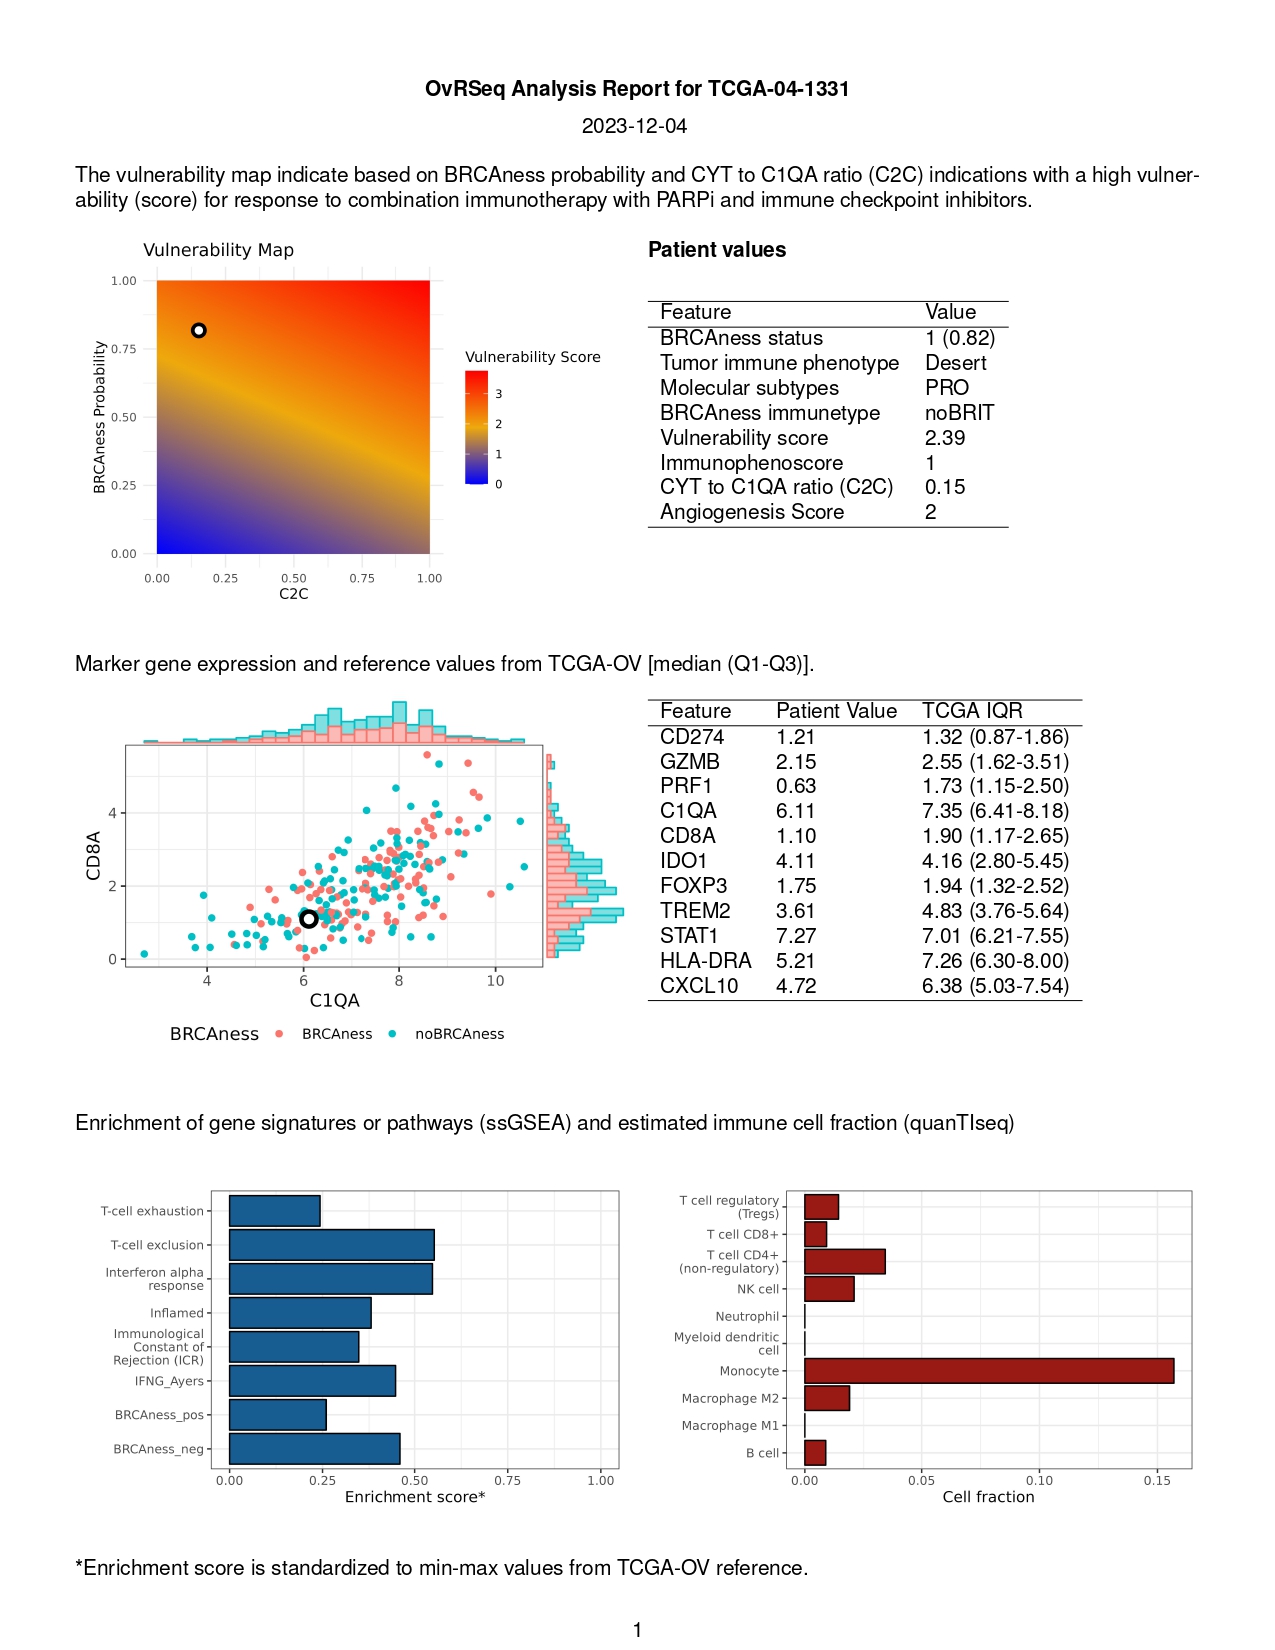 OvRSeq Analysis Report for TCGA-04-1331
2023-12-04
The vulnerability map indicate based on BRCAness probability and CYT to C1QA ratio (C2C) indications with a high vulner-
ability (score) for response to combination immunotherapy with PARPi and immune checkpoint inhibitors.
Vulnerability Map
1.00
0.75
0.50
0.25
0.00
BRCAness Probability
0.00 0.25 0.50 0.75 1.00
C2C
Vulnerability Score
3
2
1
0
Patient values
Feature Value
BRCAness status 1 (0.82)
Tumor immune phenotype Desert
Molecular subtypes PRO
BRCAness immunetype noBRIT
Vulnerability score 2.39
Immunophenoscore 1
CYT to C1QA ratio (C2C) 0.15
Angiogenesis Score 2
Marker gene expression and reference values from TCGA-OV [median (Q1-Q3)].
CD8A
4
2
0
4 6 8 10
C1QA
BRCAness BRCAness noBRCAness
Feature Patient Value TCGA IQR
CD274 1.21 1.32 (0.87-1.86)
GZMB 2.15 2.55 (1.62-3.51)
PRF1 0.63 1.73 (1.15-2.50)
C1QA 6.11 7.35 (6.41-8.18)
CD8A 1.10 1.90 (1.17-2.65)
IDO1 4.11 4.16 (2.80-5.45)
FOXP3 1.75 1.94 (1.32-2.52)
TREM2 3.61 4.83 (3.76-5.64)
STAT1 7.27 7.01 (6.21-7.55)
HLA-DRA 5.21 7.26 (6.30-8.00)
CXCL10 4.72 6.38 (5.03-7.54)
Enrichment of gene signatures or pathways (ssGSEA) and estimated immune cell fraction (quanTIseq)
T-cell exhaustion
T-cell exclusion
Interferon alpha
response
Inflamed
Immunological
Constant of
Rejection (ICR)
IFNG_Ayers
BRCAness_pos
BRCAness_neg
0.00 0.25 0.50 0.75 1.00
Enrichment score*
T cell regulatory
(Tregs)
T cell CD8+
T cell CD4+
(non-regulatory)
NK cell
Neutrophil
Myeloid dendritic
cell
Monocyte
Macrophage M2
Macrophage M1
B cell
0.00 0.05 0.10 0.15
Cell fraction
*Enrichment score is standardized to min-max values from TCGA-OV reference.
1